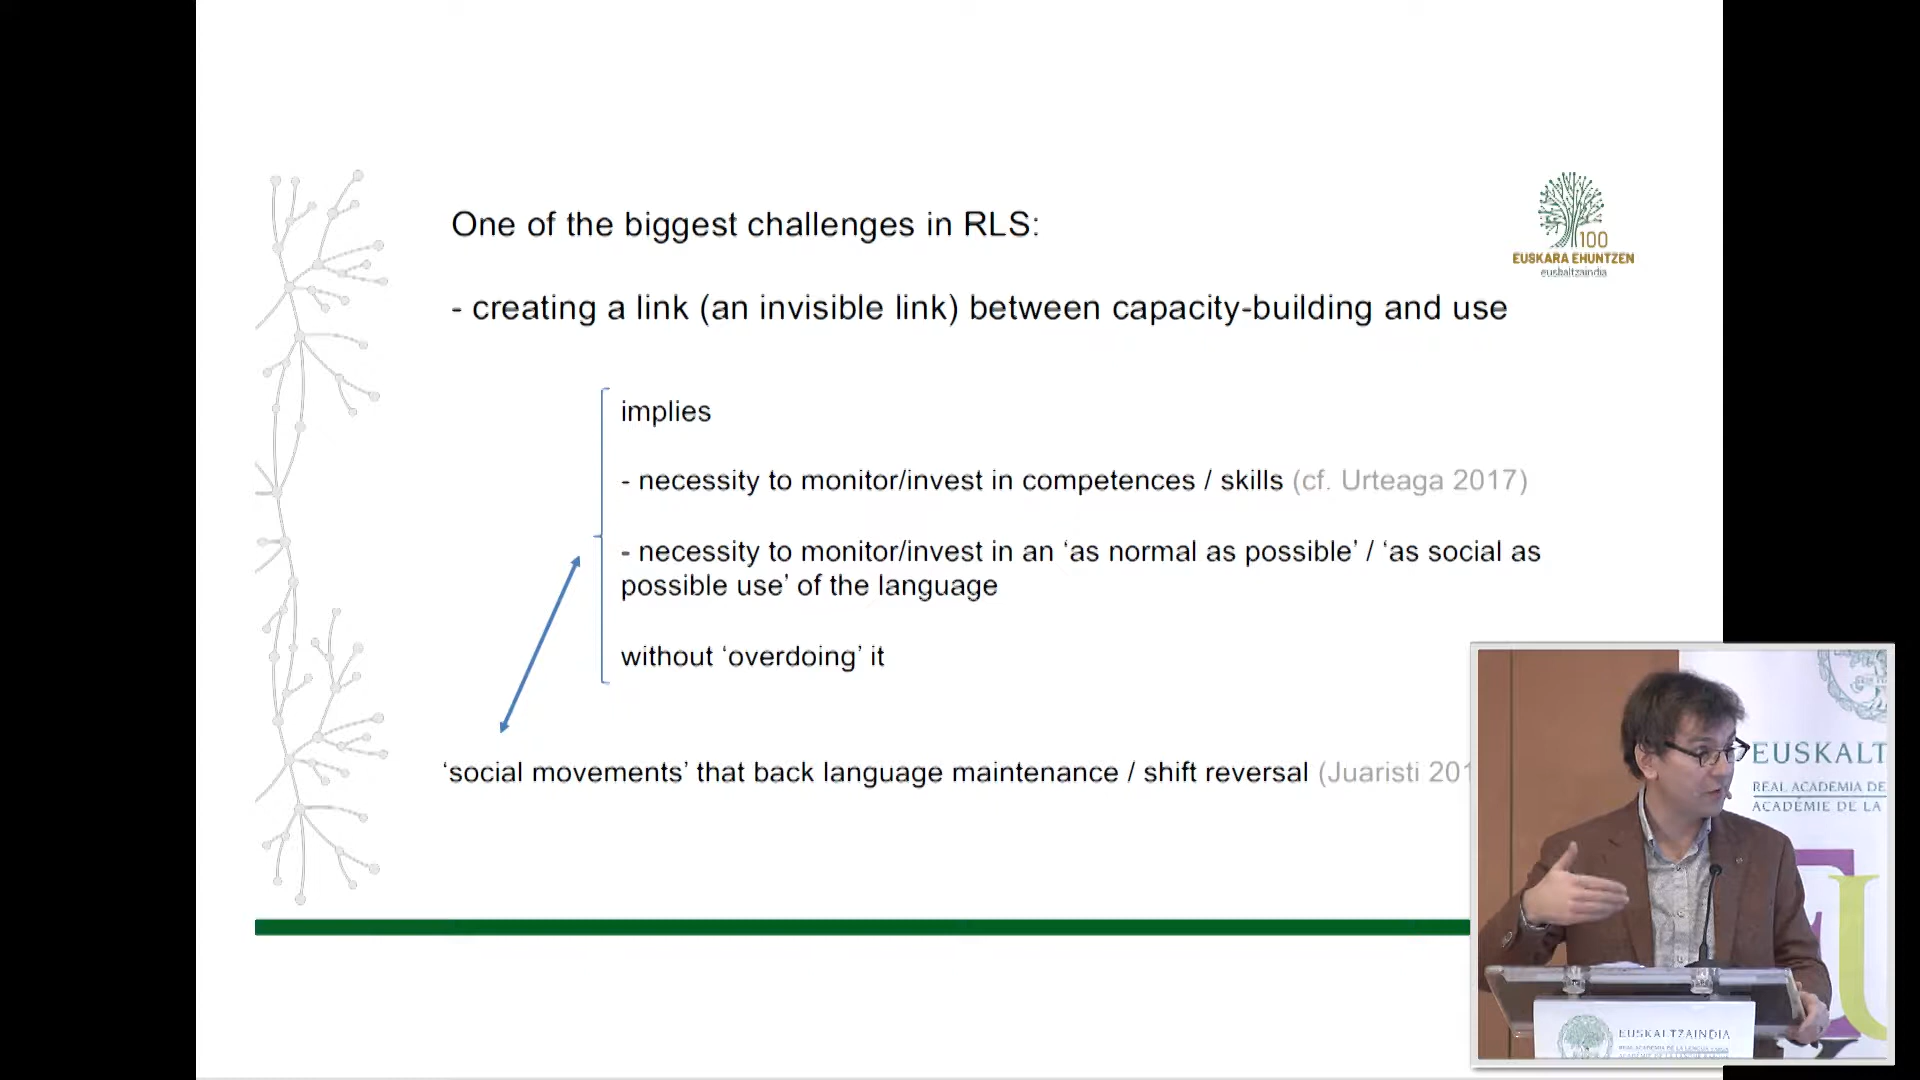 One of the biggest challenges in RLS:
100
EUSKARA EHUNTZEN
euskaltzaindia
- creating a link (an invisible link) between capacity-building and use
implies
- necessity to monitor/invest in competences / skills (cf. Urteaga 2017)
- necessity to monitor/invest in an ‘as normal as possible’ / ‘as social as
possible use’ of the language
without ‘overdoing’ it
‘social movements’ that back language maintenance / shift reversal (Juaristi 201
EUSKALT
REAL ACADEMIA DE
ACADÉMIE DE LA
EUSKALTZAINDIA